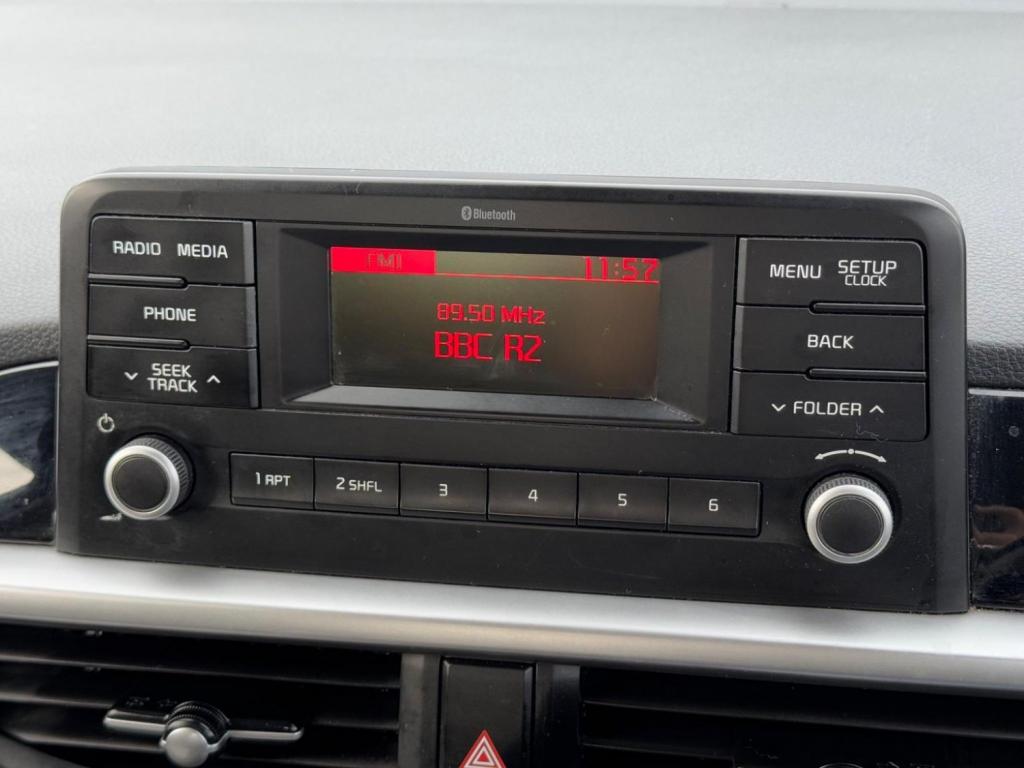 Bluetooth
RADIO MEDIA
PHONE
SEEK
TRACK
FM1
11:57
89.50 MHz
BBC R2
MENU SETUP
CLOCK
BACK
FOLDER
1 RPT
2 SHFL
3
4
5
6